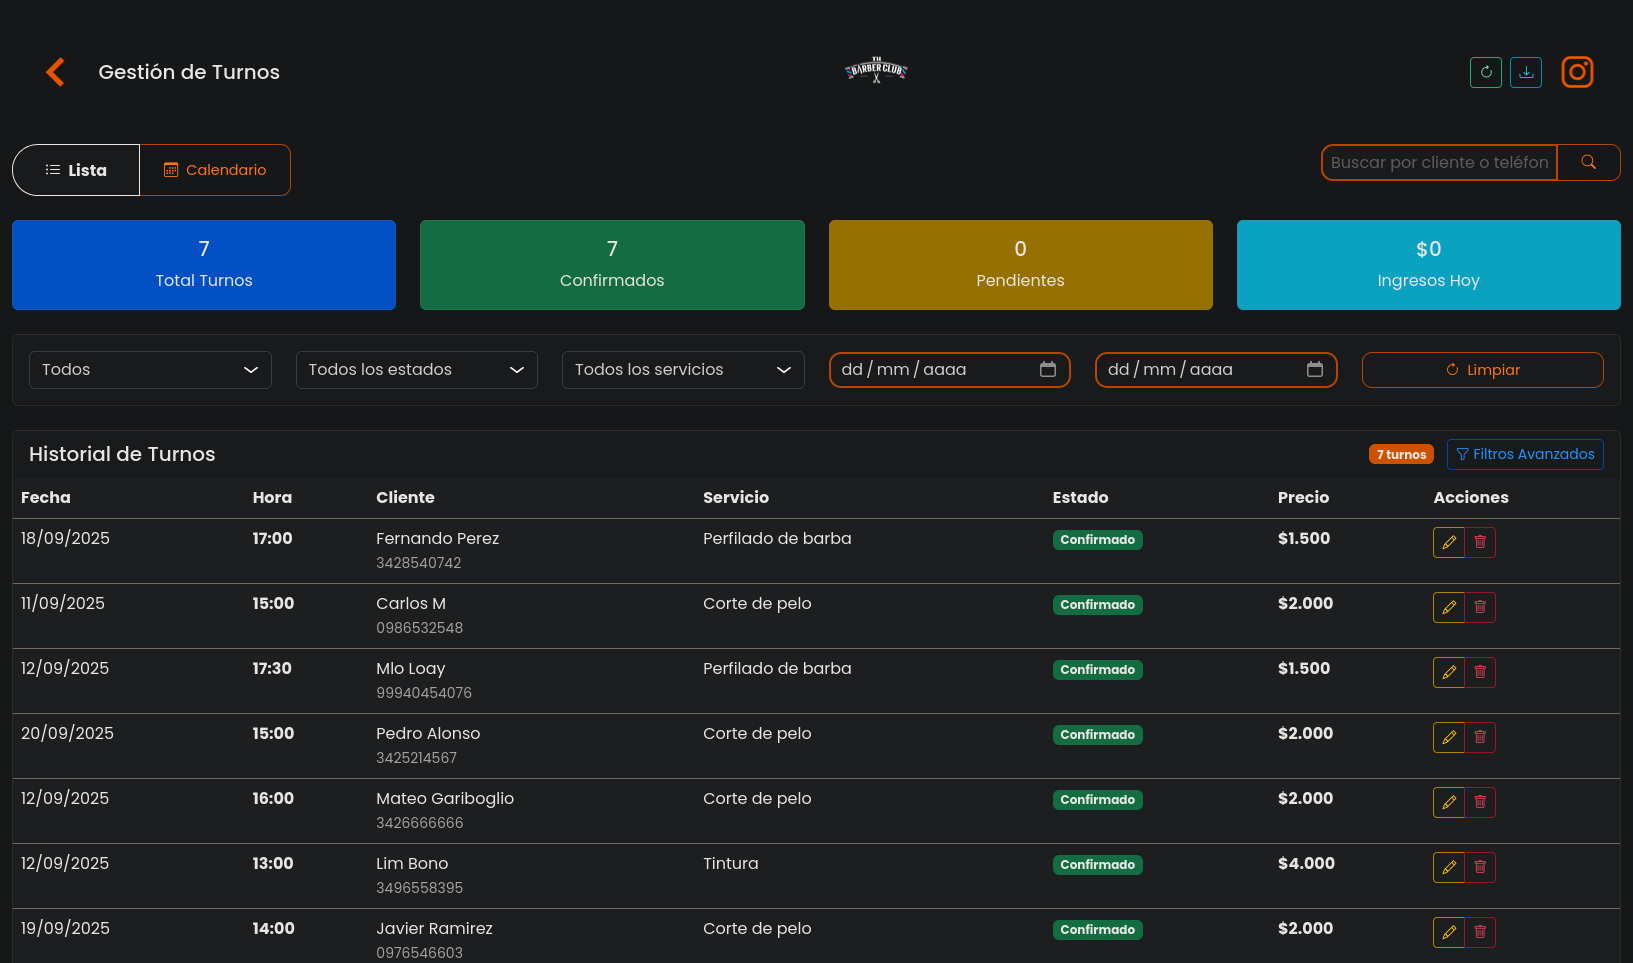 Gestión de Turnos
TH
BARBER CLUB
Lista
Calendario
Buscar por cliente o teléfon
7
Total Turnos
7
Confirmados
0
Pendientes
$0
Ingresos Hoy
Todos
Todos los estados
Todos los servicios
dd / mm / aaaa
dd / mm / aaaa
Limpiar
Historial de Turnos
7 turnos
Filtros Avanzados
Fecha Hora Cliente Servicio Estado Precio Acciones
18/09/2025 17:00 Fernando Perez Perfilado de barba Confirmado $1.500
3428540742
11/09/2025 15:00 Carlos M Corte de pelo Confirmado $2.000
0986532548
12/09/2025 17:30 Mlo Loay Perfilado de barba Confirmado $1.500
99940454076
20/09/2025 15:00 Pedro Alonso Corte de pelo Confirmado $2.000
3425214567
12/09/2025 16:00 Mateo Gariboglio Corte de pelo Confirmado $2.000
3426666666
12/09/2025 13:00 Lim Bono Tintura Confirmado $4.000
3496558395
19/09/2025 14:00 Javier Ramirez Corte de pelo Confirmado $2.000
0976546603